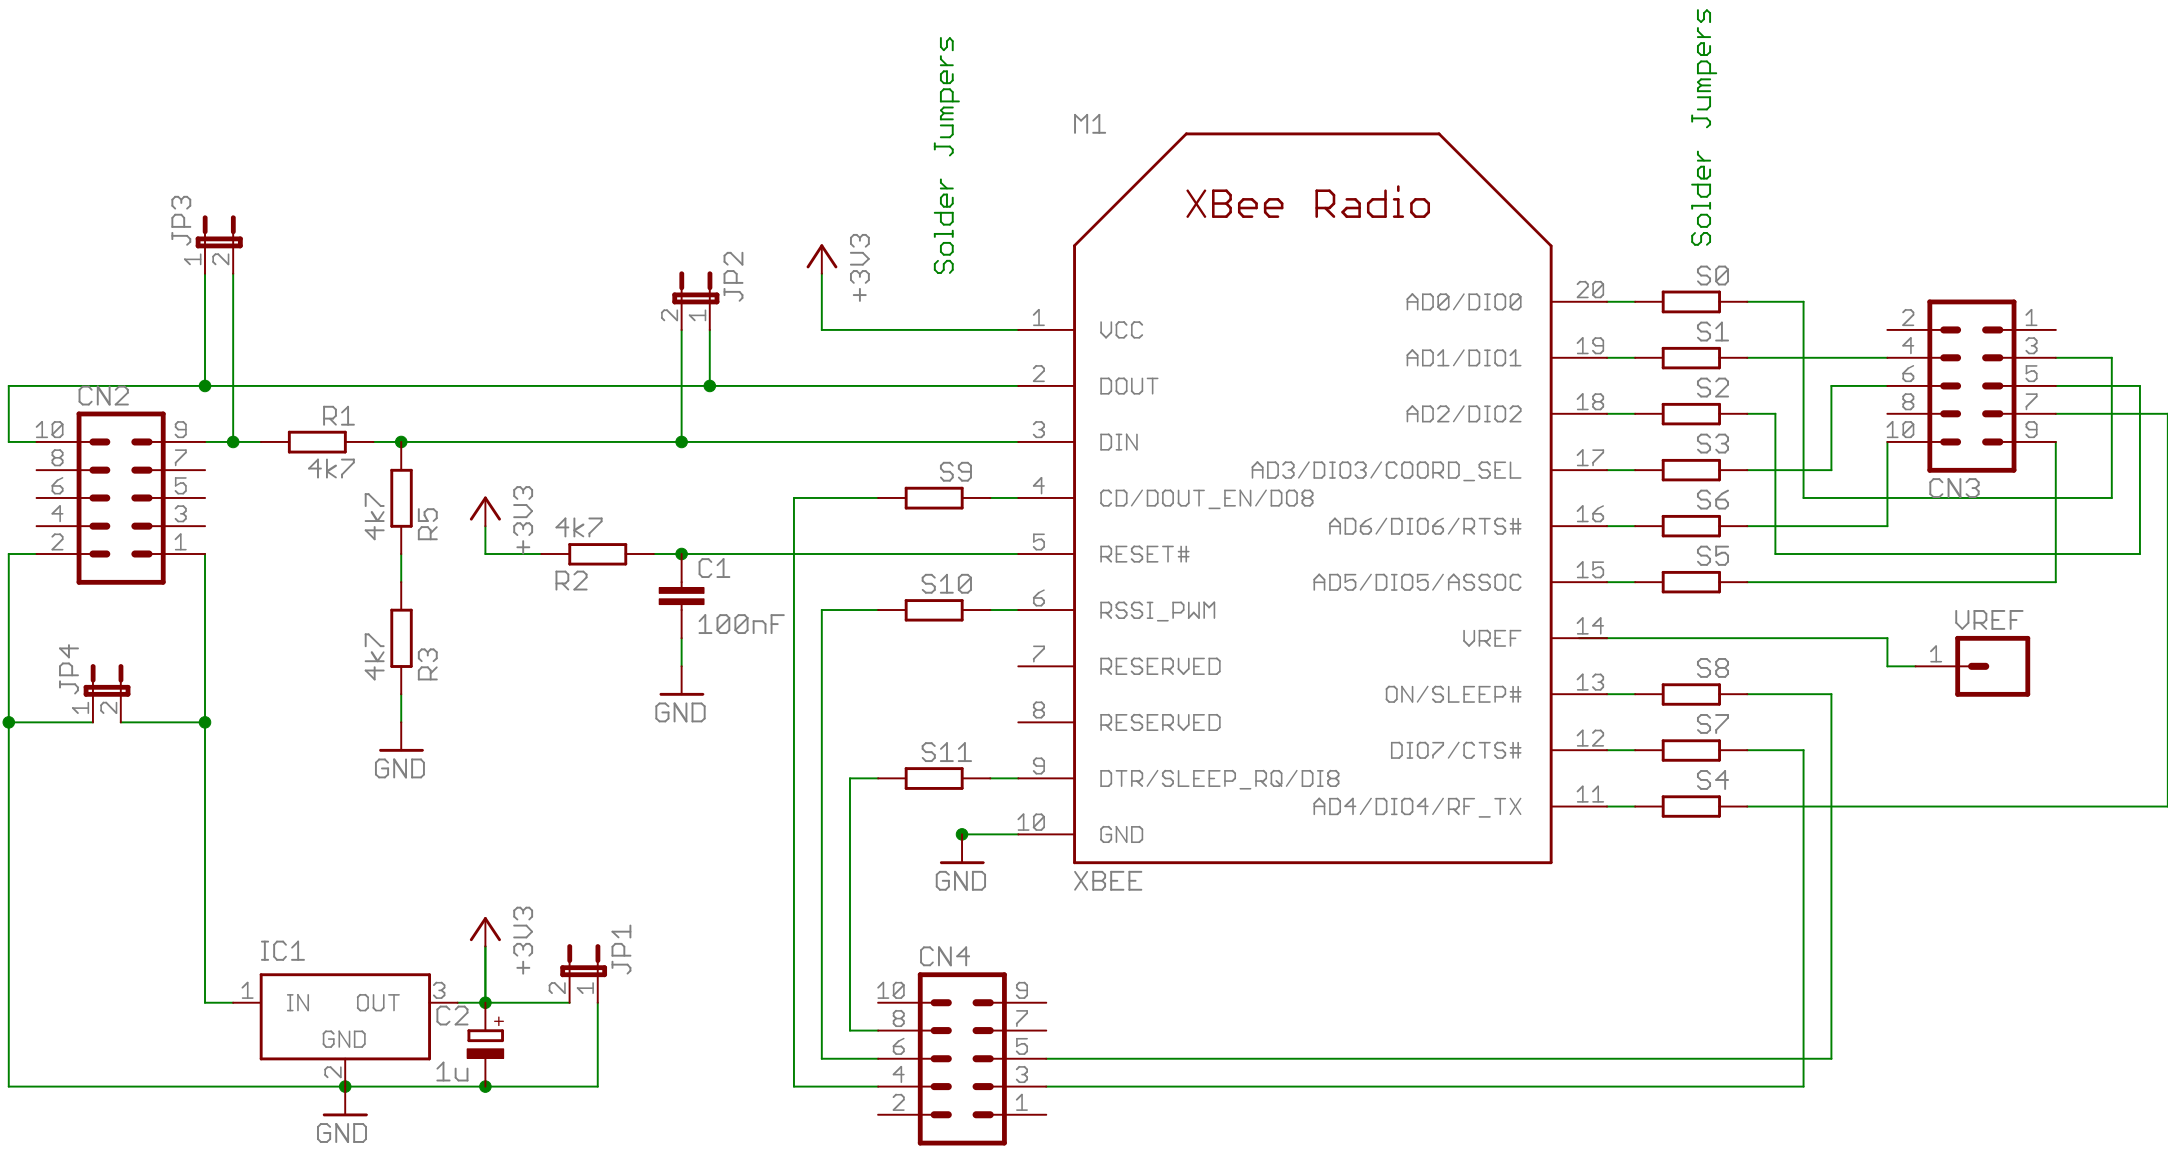 Solder Jumpers
Solder Jumpers
M1
XBee Radio
JP3
1
2
JP2
2
1
+3V3
1
VCC
2
DOUT
3
DIN
4
CD/DOUT_EN/DO8
5
RESET#
6
RSSI_PWM
7
RESERVED
8
RESERVED
9
DTR/SLEEP_RQ/DI8
10
GND
XBEE
GND
20
AD0/DIO0
S0
19
AD1/DIO1
S1
18
AD2/DIO2
S2
17
AD3/DIO3/COORD_SEL
S3
16
AD6/DIO6/RTS#
S6
15
AD5/DIO5/ASSOC
S5
14
VREF
13
ON/SLEEP#
S8
12
DIO7/CTS#
S7
11
AD4/DIO4/RF_TX
S4
2 1
4 3
6 5
8 7
10 9
CN3
VREF
1
CN2
10 9
8 7
6 5
4 3
2 1
R1
4k7
4k7
R5
4k7
R3
GND
+3V3
4k7
R2
C1
100nF
GND
S9
S10
S11
JP4
1
2
IC1
1
IN OUT
3
GND
2
GND
+3V3
C2
+
1u
JP1
2
1
CN4
10 9
8 7
6 5
4 3
2 1